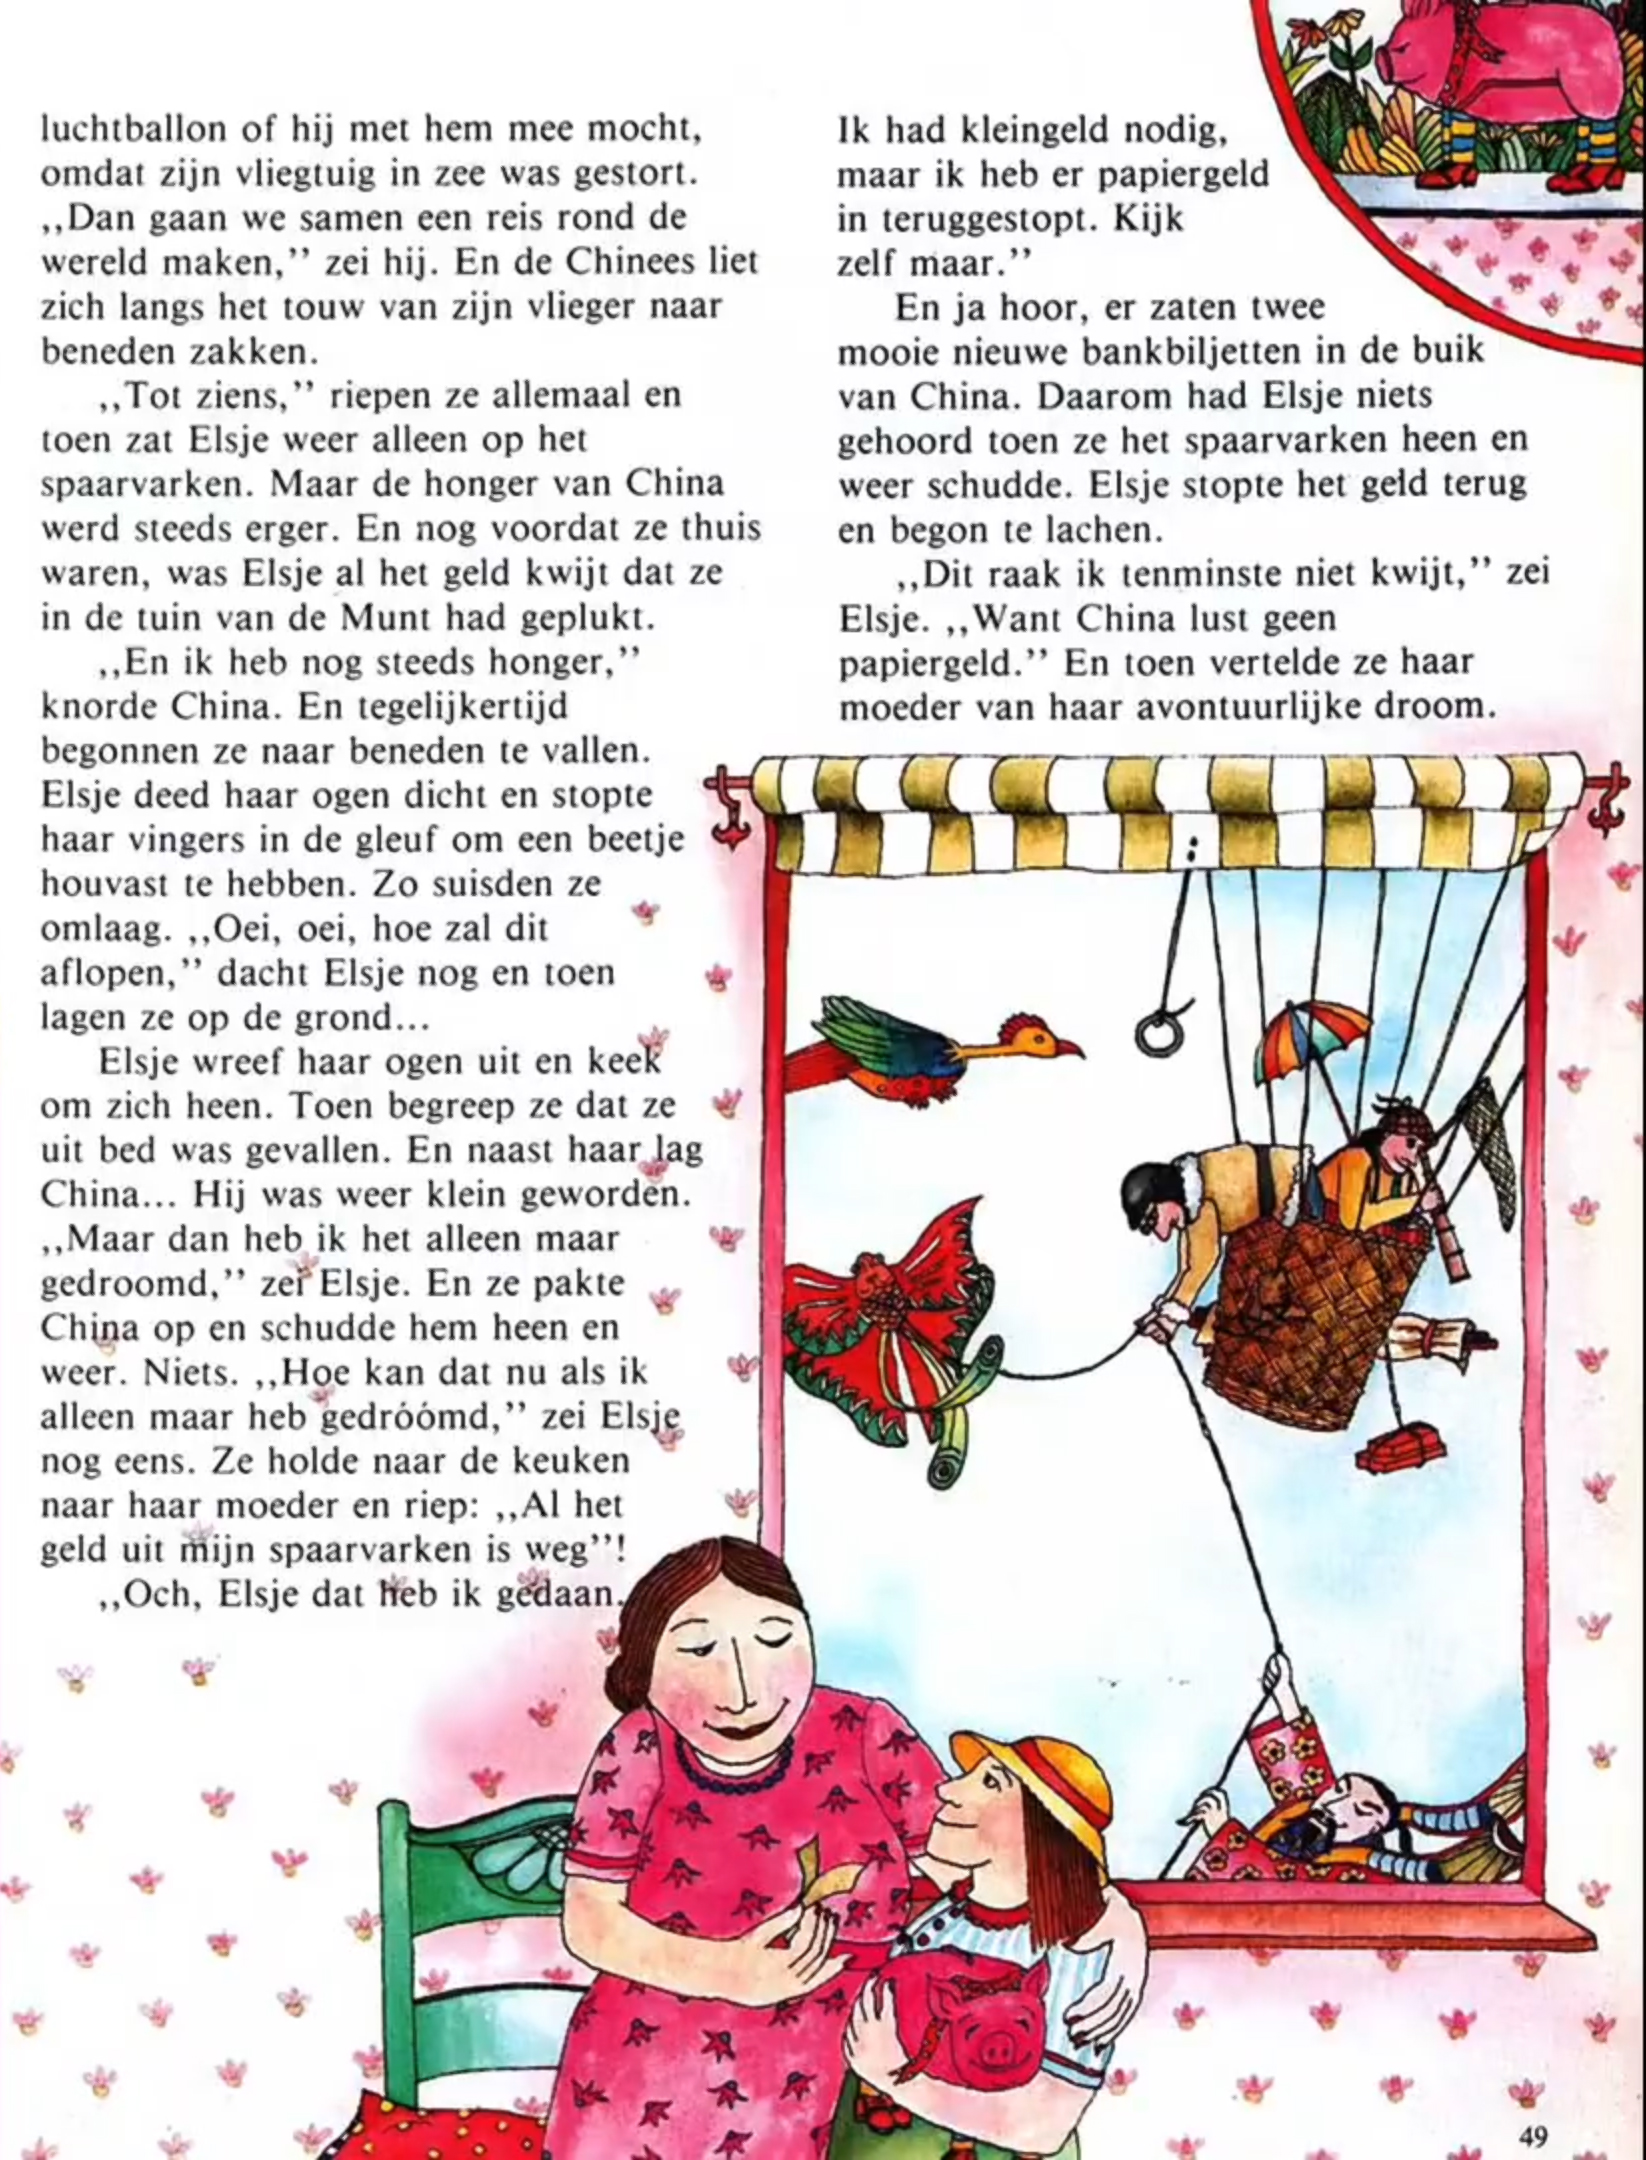 luchtballon of hij met hem mee mocht,
omdat zijn vliegtuig in zee was gestort.
,,Dan gaan we samen een reis rond de
wereld maken,” zei hij. En de Chinees liet
zich langs het touw van zijn vlieger naar
beneden zakken.
,,Tot ziens,” riepen ze allemaal en
toen zat Elsje weer alleen op het
spaarvarken. Maar de honger van China
werd steeds erger. En nog voordat ze thuis
waren, was Elsje al het geld kwijt dat ze
in de tuin van de Munt had geplukt.
,,En ik heb nog steeds honger,”
knorde China. En tegelijkertijd
begonnen ze naar beneden te vallen.
Elsje deed haar ogen dicht en stopte
haar vingers in de gleuf om een beetje
houvast te hebben. Zo suisden ze
omlaag. ,,Oei, oei, hoe zal dit
aflopen,” dacht Elsje nog en toen
lagen ze op de grond...
Elsje wreef haar ogen uit en keek
om zich heen. Toen begreep ze dat ze
uit bed was gevallen. En naast haar lag
China... Hij was weer klein geworden.
,,Maar dan heb ik het alleen maar
gedroomd,” zei Elsje. En ze pakte
China op en schudde hem heen en
weer. Niets. ,,Hoe kan dat nu als ik
alleen maar heb gedróómd,” zei Elsje
nog eens. Ze holde naar de keuken
naar haar moeder en riep: ,,Al het
geld uit mijn spaarvarken is weg”!
,,Och, Elsje dat heb ik gedaan.
Ik had kleingeld nodig,
maar ik heb er papiergeld
in teruggestopt. Kijk
zelf maar.”
En ja hoor, er zaten twee
mooie nieuwe bankbiljetten in de buik
van China. Daarom had Elsje niets
gehoord toen ze het spaarvarken heen en
weer schudde. Elsje stopte het geld terug
en begon te lachen.
,,Dit raak ik tenminste niet kwijt,” zei
Elsje. ,,Want China lust geen
papiergeld.” En toen vertelde ze haar
moeder van haar avontuurlijke droom.
49